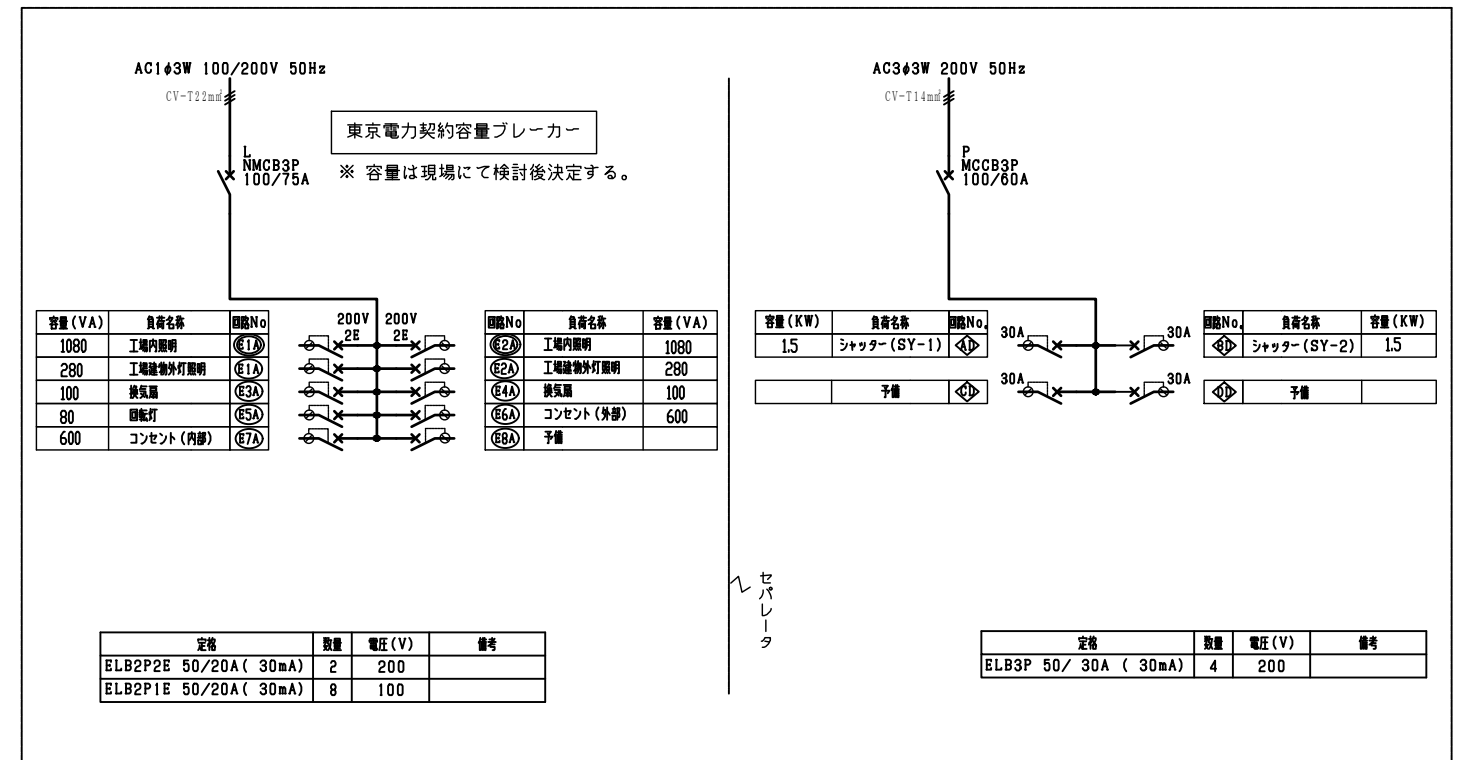 AC1φ3W 100/200V 50Hz
CV-T22m㎡
東京電力契約容量ブレーカー
※ 容量は現場にて検討後決定する。
L
NMCB3P
100/75A
容量(VA) 負荷名称 回路No
1080 工場内照明 E1A
280 工場建物外灯照明 E1A
100 換気扇 E3A
80 回転灯 E5A
600 コンセント(内部) E7A
200V 200V
2E 2E
回路No 負荷名称 容量(VA)
E2A 工場内照明 1080
E2A 工場建物外灯照明 280
E4A 換気扇 100
E6A コンセント(外部) 600
E8A 予備
定格 数量 電圧(V) 備考
ELB2P2E 50/20A( 30mA) 2 200
ELB2P1E 50/20A( 30mA) 8 100
セパレータ
AC3φ3W 200V 50Hz
CV-T14m㎡
P
MCCB3P
100/60A
容量(KW) 負荷名称 回路No.
1.5 シャッター(SY-1) AD
予備 CD
30A 30A
30A 30A
回路No. 負荷名称 容量(KW)
BD シャッター(SY-2) 1.5
DD 予備
定格 数量 電圧(V) 備考
ELB3P 50/ 30A ( 30mA) 4 200